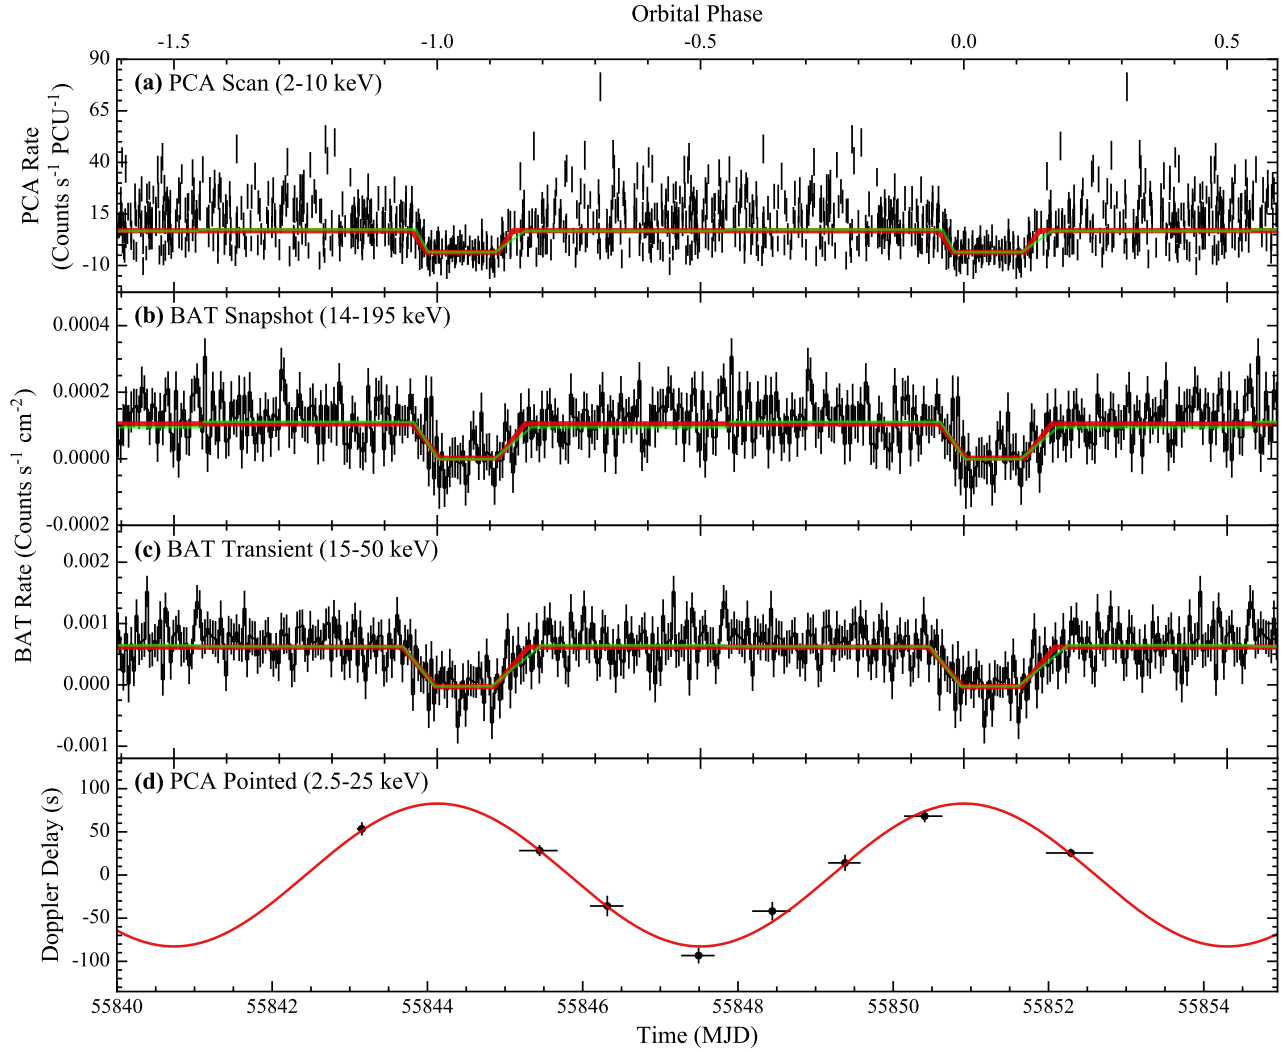 Orbital Phase
-1.5 -1.0 -0.5 0.0 0.5
(a) PCA Scan (2-10 keV)
PCA Rate
(Counts s⁻¹ PCU⁻¹)
90
65
40
15
-10
(b) BAT Snapshot (14-195 keV)
BAT Rate (Counts s⁻¹ cm⁻²)
0.0004
0.0002
0.0000
-0.0002
(c) BAT Transient (15-50 keV)
0.002
0.001
0.000
-0.001
(d) PCA Pointed (2.5-25 keV)
Doppler Delay (s)
100
50
0
-50
-100
55840 55842 55844 55846 55848 55850 55852 55854
Time (MJD)